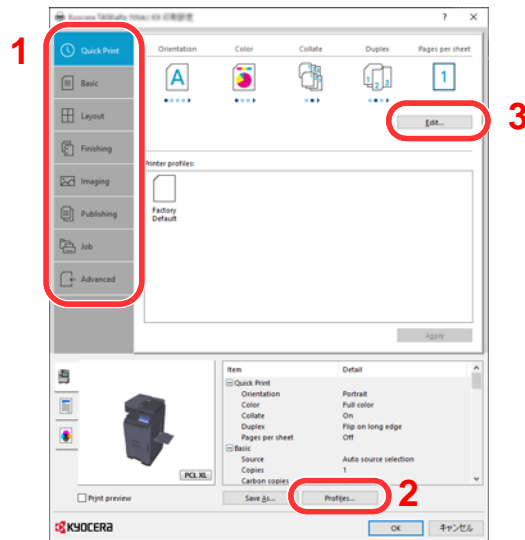 ? ×
1
Quick Print
Basic
Layout
Finishing
Imaging
Publishing
Job
Advanced
Orientation Color Collate Duplex Pages per sheet
A 1 2 3 1
3
Edit...
Printer profiles:
Factory
Default
Apply
Item Detail
Quick Print
Orientation Portrait
Color Full color
Collate On
Duplex Flip on long edge
Pages per sheet Off
Basic
Source Auto source selection
Copies 1
Carbon copies
PCL XL
Print preview
Save As... Profiles... 2
KYOCERA OK キャンセル